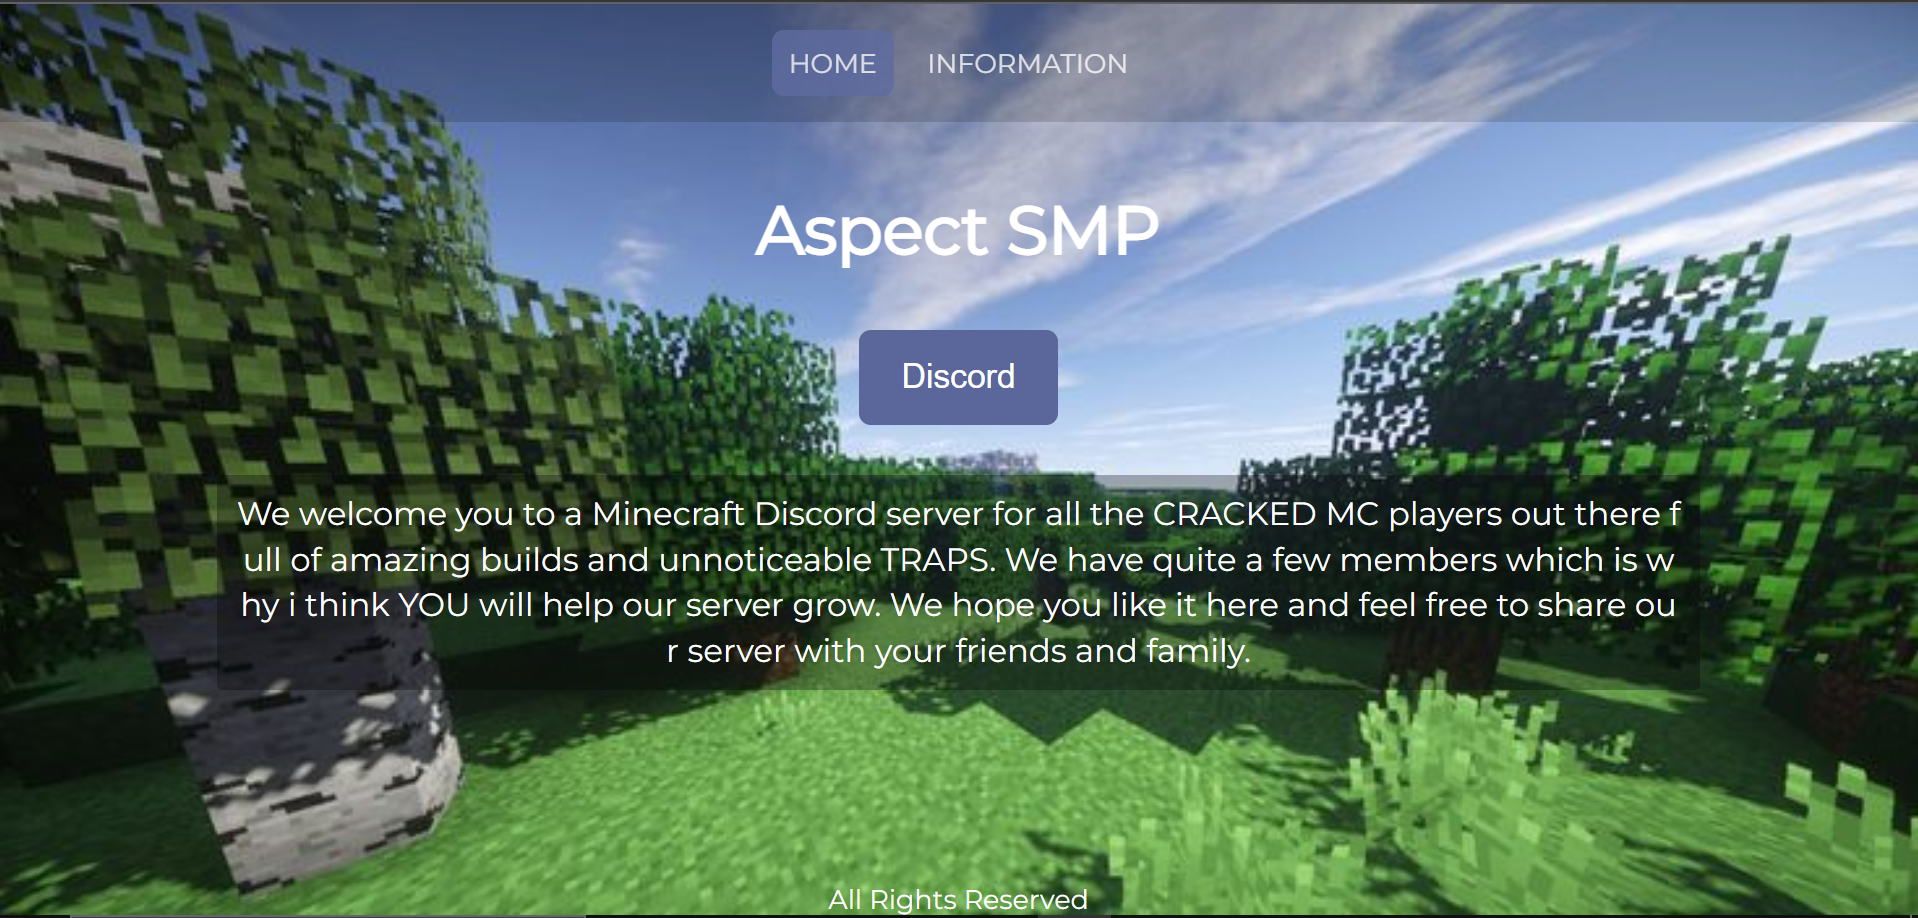 HOME INFORMATION
Aspect SMP
Discord
We welcome you to a Minecraft Discord server for all the CRACKED MC players out there f
ull of amazing builds and unnoticeable TRAPS. We have quite a few members which is w
hy i think YOU will help our server grow. We hope you like it here and feel free to share ou
r server with your friends and family.
All Rights Reserved